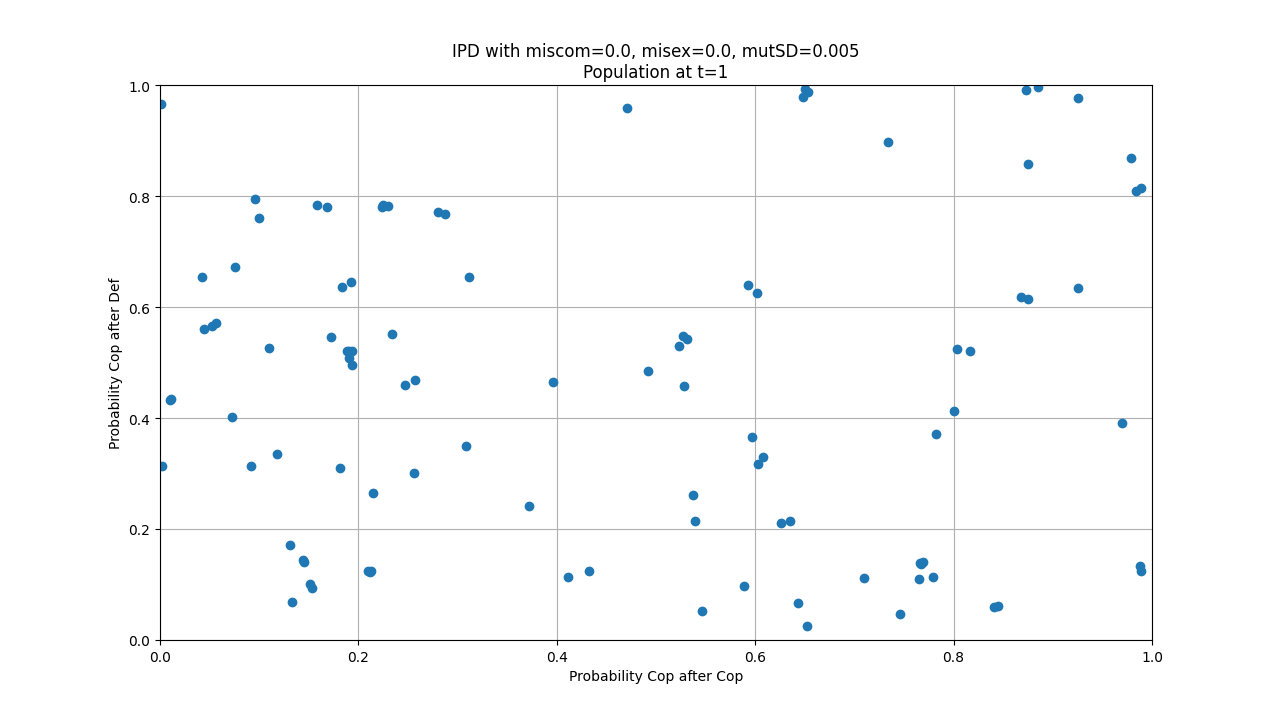 IPD with miscom=0.0, misex=0.0, mutSD=0.005
Population at t=1
1.0
0.8
0.6
0.4
0.2
0.0
Probability Cop after Def
0.0 0.2 0.4 0.6 0.8 1.0
Probability Cop after Cop